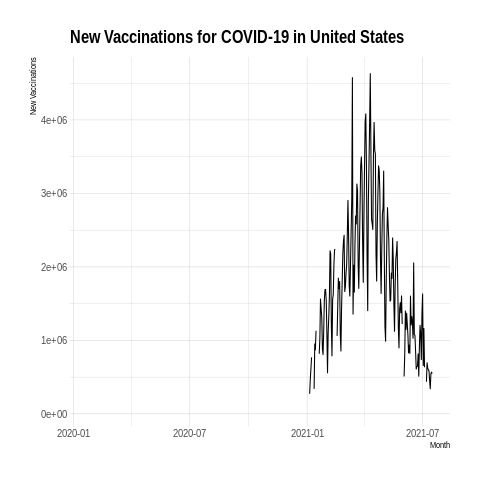 New Vaccinations for COVID-19 in United States
New Vaccinations
4e+06
3e+06
2e+06
1e+06
0e+00
2020-01 2020-07 2021-01 2021-07
Month